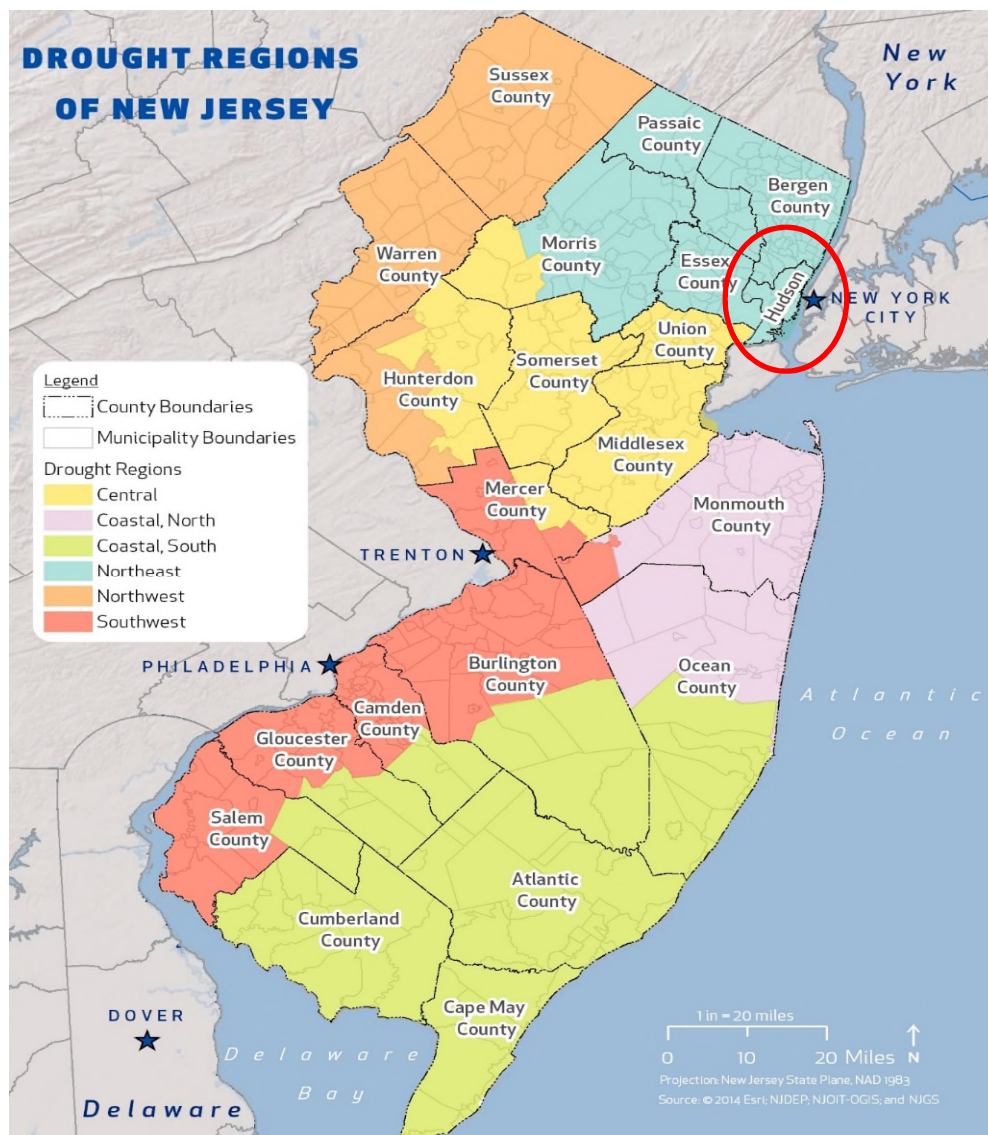 DROUGHT REGIONS
OF NEW JERSEY
New
York
Sussex
County
Passaic
County
Bergen
County
Warren
County
Morris
County
Essex
County
Hudson
NEW YORK
CITY
Union
County
Somerset
County
Hunterdon
County
Middlesex
County
Mercer
County
Monmouth
County
TRENTON
Legend
County Boundaries
Municipality Boundaries
Drought Regions
Central
Coastal, North
Coastal, South
Northeast
Northwest
Southwest
PHILADELPHIA
Burlington
County
Ocean
County
Camden
County
Gloucester
County
Salem
County
Atlantic
Ocean
Atlantic
County
Cumberland
County
Cape May
County
DOVER
Delaware
Bay
Delaware
1 in = 20 miles
0 10 20 Miles
N
Projection: New Jersey State Plane, NAD 1983
Source: © 2014 Esri; NJDEP; NJOIT-OGIS; and NJGS